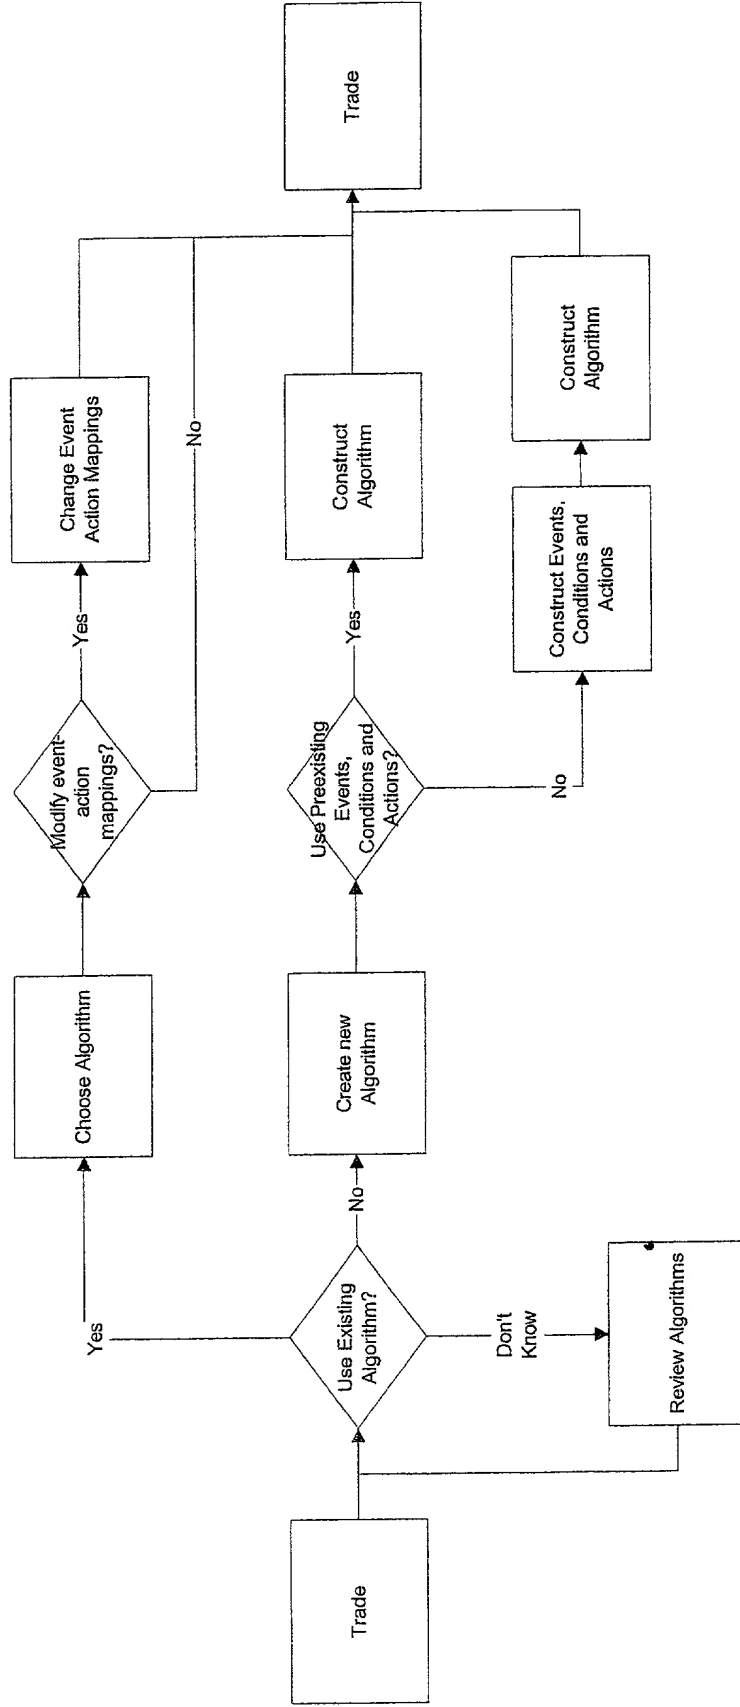 Trade
Use Existing
Algorithm?
Yes
No
Don't
Know
Review Algorithms
Choose Algorithm
Create new
Algorithm
Modify event-
action
mappings?
Yes
No
Use Preexisting
Events,
Conditions and
Actions?
Yes
No
Change Event
Action Mappings
Construct
Algorithm
Construct Events,
Conditions and
Actions
Construct
Algorithm
Trade